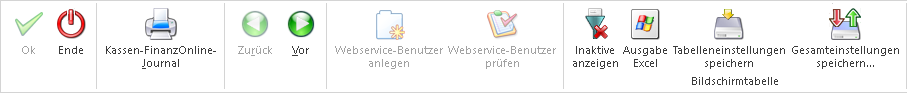 Ok
Ende
Kassen-FinanzOnline-
Journal
Zurück
Vor
Webservice-Benutzer
anlegen
Webservice-Benutzer
prüfen
Inaktive
anzeigen
Ausgabe
Excel
Tabelleneinstellungen
speichern
Gesamteinstellungen
speichern...
Bildschirmtabelle